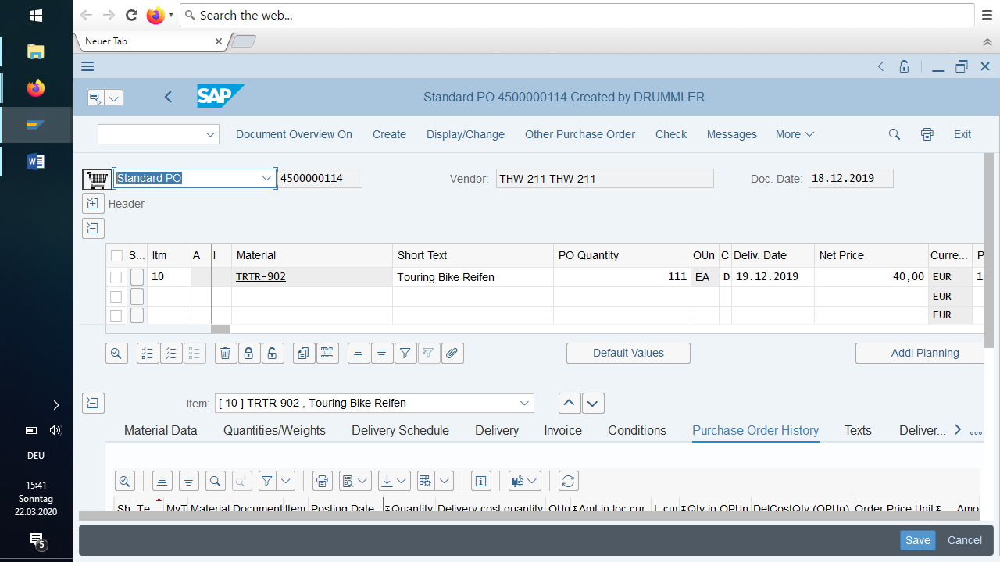 Search the web...
Neuer Tab
SAP
Standard PO 4500000114 Created by DRUMMLER
Document Overview On Create Display/Change Other Purchase Order Check Messages More Exit
Standard PO 4500000114 Vendor: THW-211 THW-211 Doc. Date: 18.12.2019
Header
S... Itm A I Material Short Text PO Quantity OUn C Deliv. Date Net Price Curre... P
10 TRTR-902 Touring Bike Reifen 111 EA D 19.12.2019 40,00 EUR 1
EUR
EUR
Default Values Addl Planning
Item: [ 10 ] TRTR-902 , Touring Bike Reifen
Material Data Quantities/Weights Delivery Schedule Delivery Invoice Conditions Purchase Order History Texts Deliver...
Sh. Te... MvT Material Document Item Posting Date Σ Quantity Delivery cost quantity OUn Σ Amt.in loc.cur. L.cur Σ Qty in OPUn DelCostQty (OPUn) Order Price Unit Σ Amo
Save Cancel
DEU
15:41
Sonntag
22.03.2020
5